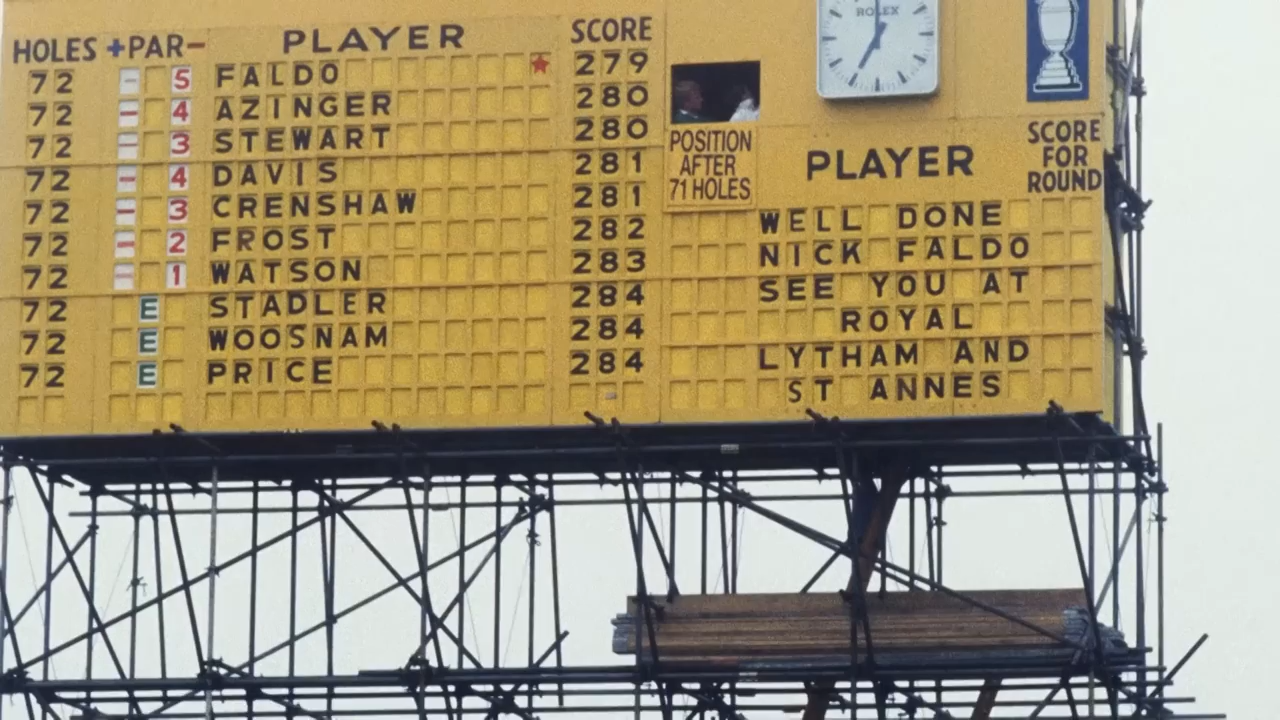 HOLES +PAR- PLAYER SCORE
72 - 5 FALDO ★ 279
72 - 4 AZINGER 280
72 - 3 STEWART 280
72 - 4 DAVIS 281
72 - 3 CRENSHAW 281
72 - 2 FROST 282
72 - 1 WATSON 283
72 E STADLER 284
72 E WOOSNAM 284
72 E PRICE 284
POSITION
AFTER
71 HOLES
ROLEX
PLAYER
SCORE
FOR
ROUND
WELL DONE
NICK FALDO
SEE YOU AT
ROYAL
LYTHAM AND
ST ANNES